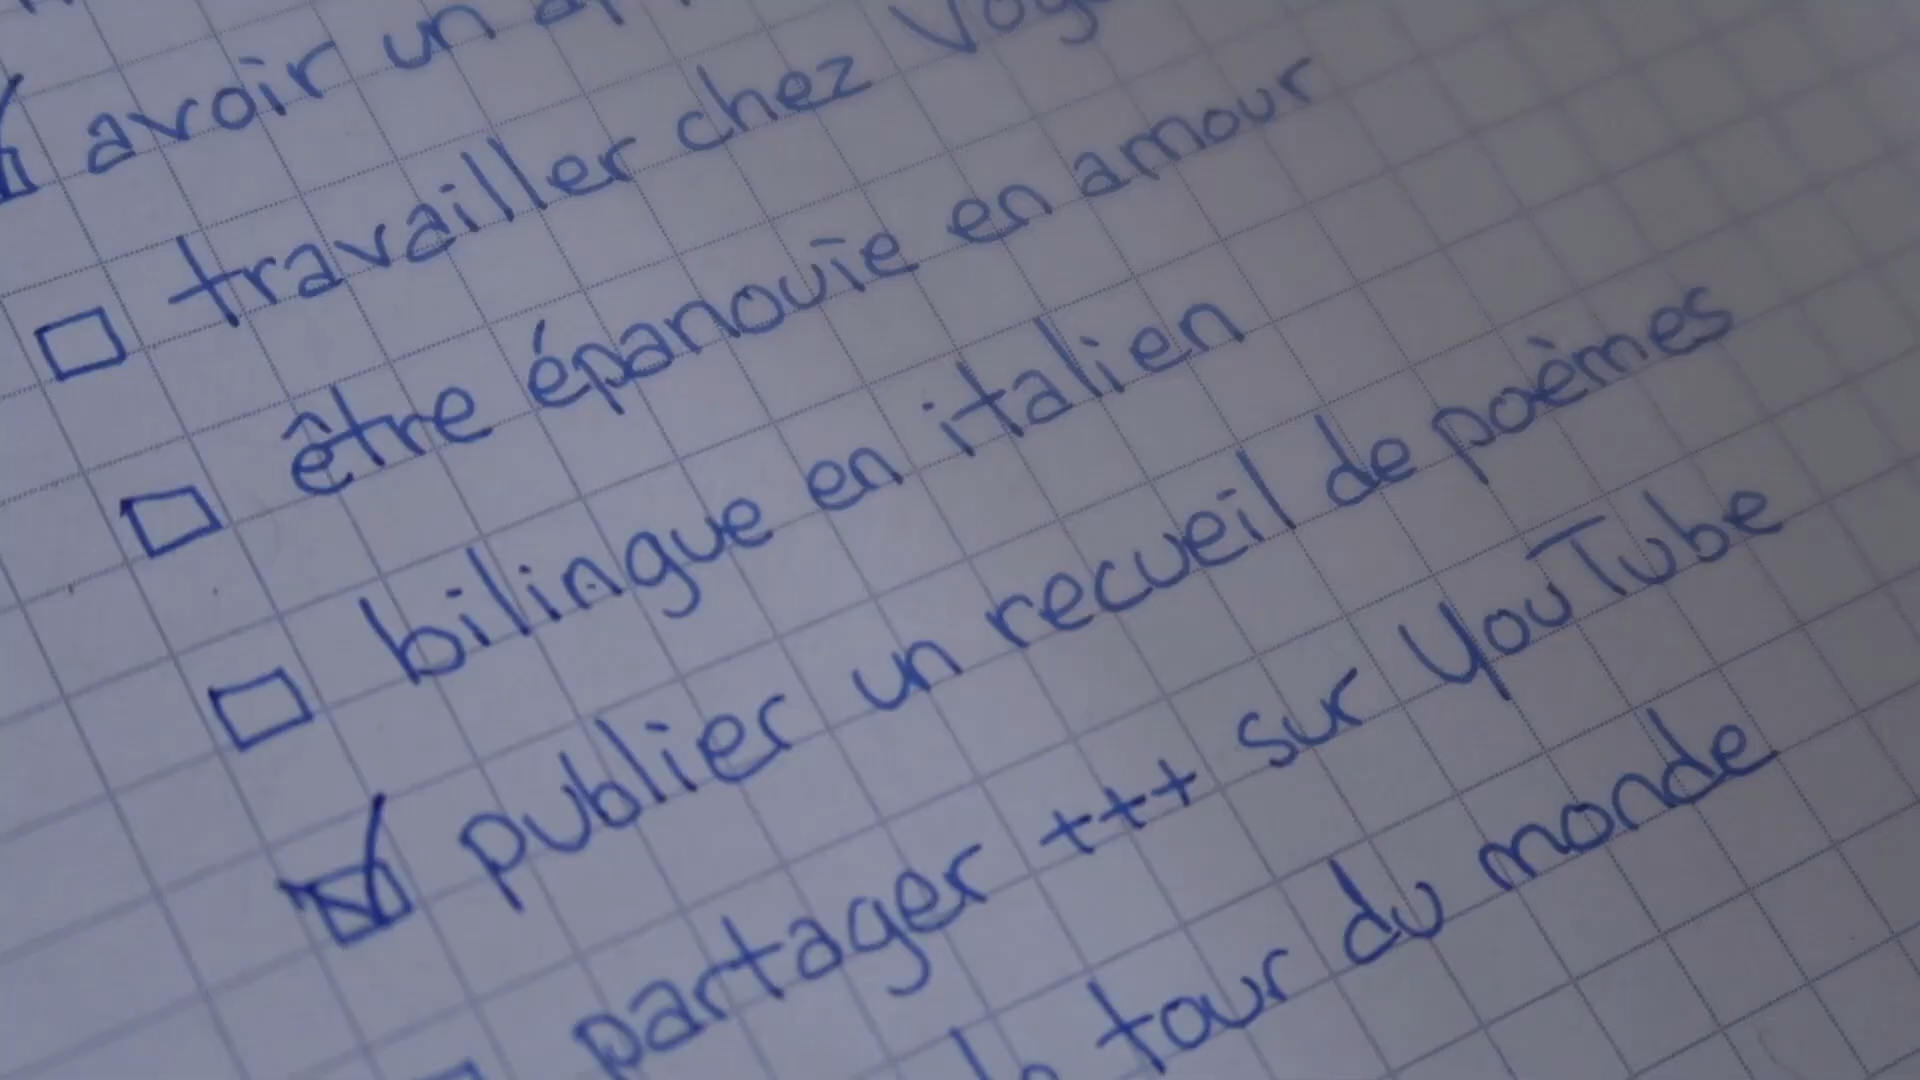 avoir un
travailler chez
être épanouie en amour
bilingue en italien
publier un recueil de poèmes
partager +++ sur YouTube
tour du monde